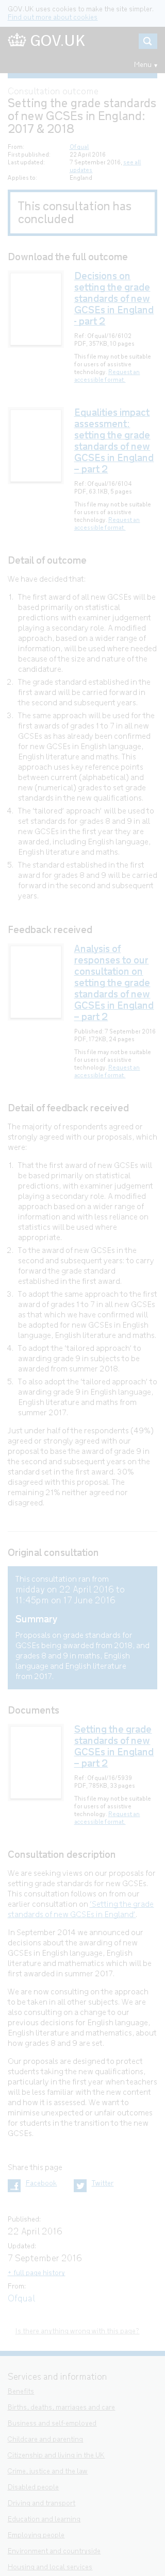 GOV.UK uses cookies to make the site simpler.
Find out more about cookies
GOV.UK
Menu
Consultation outcome
Setting the grade standards of
new GCSEs in England:
2017 & 2018
From: Ofqual
First published: 22 April 2016
Last updated: 7 September 2016, see all
updates
Applies to: England
This consultation has
concluded
Download the full outcome
Decisions on
setting the grade
standards of new
GCSEs in England
- part 2
Ref: Ofqual/16/6102
PDF, 357KB, 10 pages
This file may not be suitable
for users of assistive
technology. Request an
accessible format.
Equalities impact
assessment:
setting the grade
standards of new
GCSEs in England
– part 2
Ref: Ofqual/16/6104
This file may not be suitable
for users of assistive
technology. Request an
accessible format.
Detail of outcome
We have decided that:
1. The first award of all new GCSEs will be
based primarily on statistical
predictions with examiner judgement
playing a secondary role. A modified
approach, based on a wider range of
information, will be used where needed
because of the size and nature of the
candidature.
2. The grade standard established in the
first award will be carried forward in
the second and subsequent years.
3. The same approach will be used for the
first awards of grades 1 to 7 in all new
GCSEs as has already been confirmed
for new GCSEs in English language,
English literature and maths. This
approach uses key reference points
between current (alphabetical) and
new (numerical) grades to set grades.
4. The ‘tailored’ approach will be used to
set standards for grades 8 and 9 in all
new GCSEs when they are first
awarded, including English language,
English literature and maths.
5. The standard established in the first
award for grades 8 and 9 will be carried
forward in the second and subsequent
years.
Feedback received
Analysis of
responses to our
consultation on
setting the grade
standards of new
GCSEs in England
– part 2
Published: 7 September 2016
PDF, 173KB, 24 pages
This file may not be suitable
for users of assistive
technology. Request an
accessible format.
Detail of feedback received
The majority of respondents agreed or
strongly agreed with our proposals, which
were:
1. That the first award of new GCSEs will
be based primarily on statistical
predictions, with examiner judgement
playing a secondary role. A modified
approach, based on a wider range of
information and with less reliance on
statistics would be used where
appropriate.
2. To the award of new GCSEs in the
second and subsequent years: to carry
forward the grade standard
established in the first award.
3. To adopt the same approach to the first
award of grades 1 to 7 in all new GCSEs
as that which we have confirmed will
be adopted for new GCSEs in English
language, English literature and maths.
4. To adopt the ‘tailored approach’ to
awarding grade 9 in subjects to be
awarded from summer 2018.
5. To also adopt the ‘tailored approach’ to
awarding grade 9 in English language,
English literature and maths from
summer 2017.
Just under half of the respondents (49%)
agreed or strongly agreed with our
proposal to base the award of grade 9 in
the second and subsequent years on the
standard set in the first award. 30%
disagreed with this proposal. The
remaining 21% neither agreed nor
disagreed.
Original consultation
This consultation ran from
midday on 22 April 2016 to
11:45pm on 17 June 2016
Summary
Proposals on grade standards for
GCSEs being awarded from 2018, and
grades 8 and 9 in maths, English
language and English literature
from 2017.
Documents
Setting the grade
standards of new
GCSEs in England
– part 2
Ref: Ofqual/16/5938
PDF, 785KB, 33 pages
This file may not be suitable
for users of assistive
technology. Request an
accessible format.
Consultation description
We are seeking views on our proposals for
setting grade standards for new GCSEs.
This consultation follows on from our
earlier consultation on ‘Setting the grade
standards of new GCSEs in England’.
In September 2014 we announced our
decisions about the awarding of new
GCSEs in English language, English
literature and mathematics which will be
awarded in summer 2017.
We are now consulting on the approach
to be taken in all other subjects. We are
also returning to a small number of our
previous decisions for English language,
English literature and mathematics, about
how grades 8 and 9 are set.
Our proposals are designed to protect
students taking the new qualifications,
particularly in the first year when teachers
will be less familiar with the new content
and will be less supported. We want to
minimise unexpected or unfair outcomes
for students in the transition to the new
GCSEs.
Share this page
Facebook Twitter
Published:
22 April 2016
Updated:
7 September 2016
+ full page history
From:
Ofqual
Is there anything wrong with this page?
Services and information
Benefits
Births, deaths, marriages and care
Business and self-employed
Childcare and parenting
Citizenship and living in the UK
Crime, justice and the law
Disabled people
Driving and transport
Education and learning
Employing people
Environment and countryside
Housing and local services